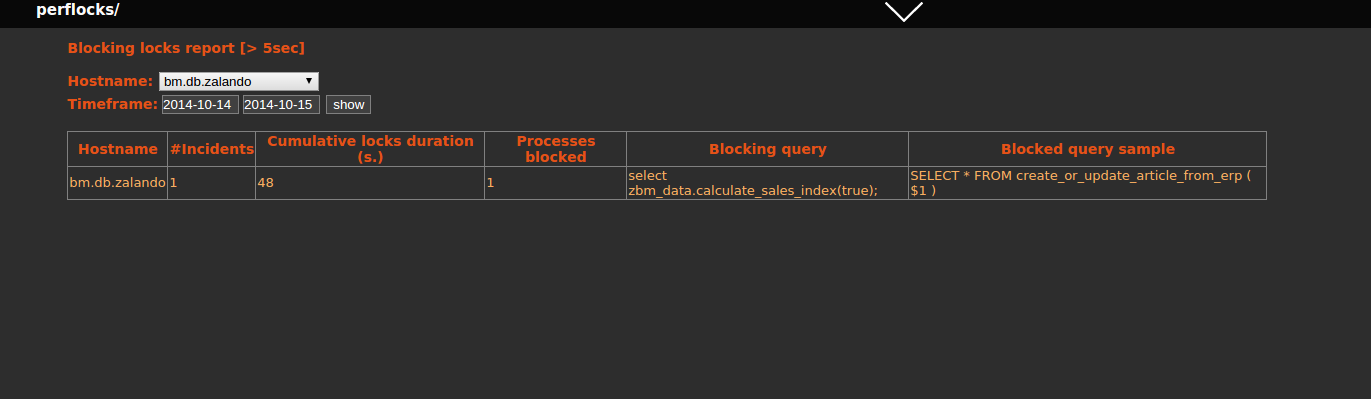 perflocks/
Blocking locks report [> 5sec]
Hostname: bm.db.zalando
Timeframe: 2014-10-14 2014-10-15 show
Hostname #Incidents Cumulative locks duration (s.) Processes blocked Blocking query Blocked query sample
bm.db.zalando 1 48 1 select zbm_data.calculate_sales_index(true); SELECT * FROM create_or_update_article_from_erp ( $1 )